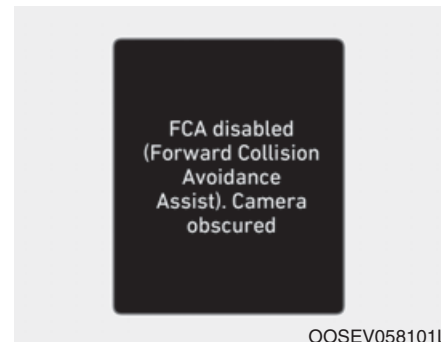 FCA disabled
(Forward Collision
Avoidance
Assist). Camera
obscured
OOSEV058101L